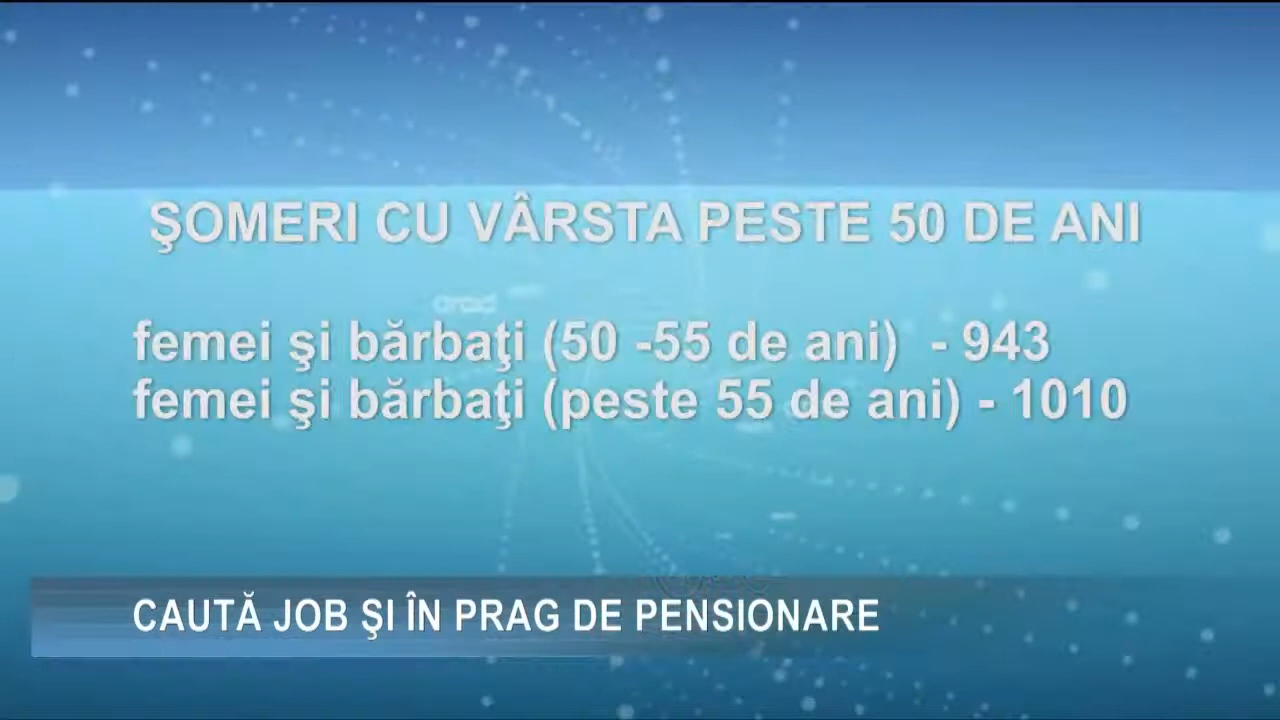 ŞOMERI CU VÂRSTA PESTE 50 DE ANI
arad
femei şi bărbaţi (50 -55 de ani)  - 943
femei şi bărbaţi (peste 55 de ani) - 1010
CAUTĂ JOB ŞI ÎN PRAG DE PENSIONARE